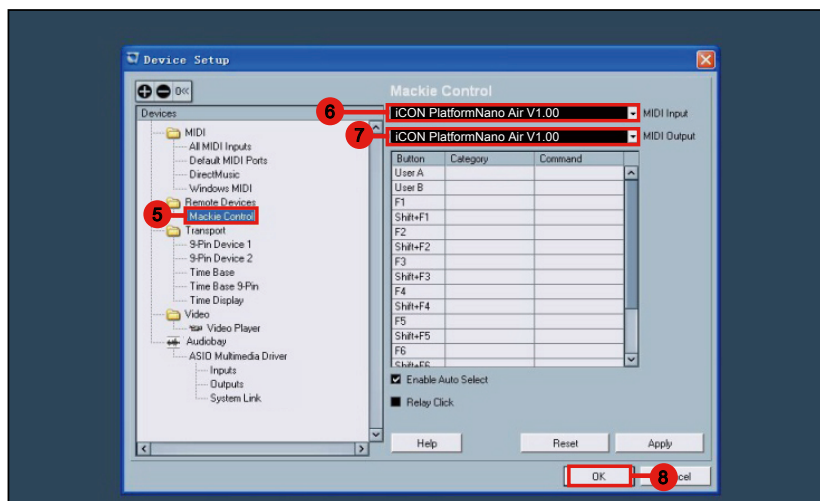 Device Setup
Devices
MIDI
All MIDI Inputs
Default MIDI Ports
DirectMusic
Windows MIDI
Remote Devices
5
Mackie Control
Transport
9-Pin Device 1
9-Pin Device 2
Time Base
Time Base 9-Pin
Time Display
Video
Video Player
Audiobay
ASIO Multimedia Driver
Inputs
Outputs
System Link
Mackie Control
6
iCON PlatformNano Air V1.00
MIDI Input
7
iCON PlatformNano Air V1.00
MIDI Output
Button Category Command
User A
User B
F1
Shift+F1
F2
Shift+F2
F3
Shift+F3
F4
Shift+F4
F5
Shift+F5
F6
Shift+F6
Enable Auto Select
Relay Click
Help Reset Apply
OK 8 cel